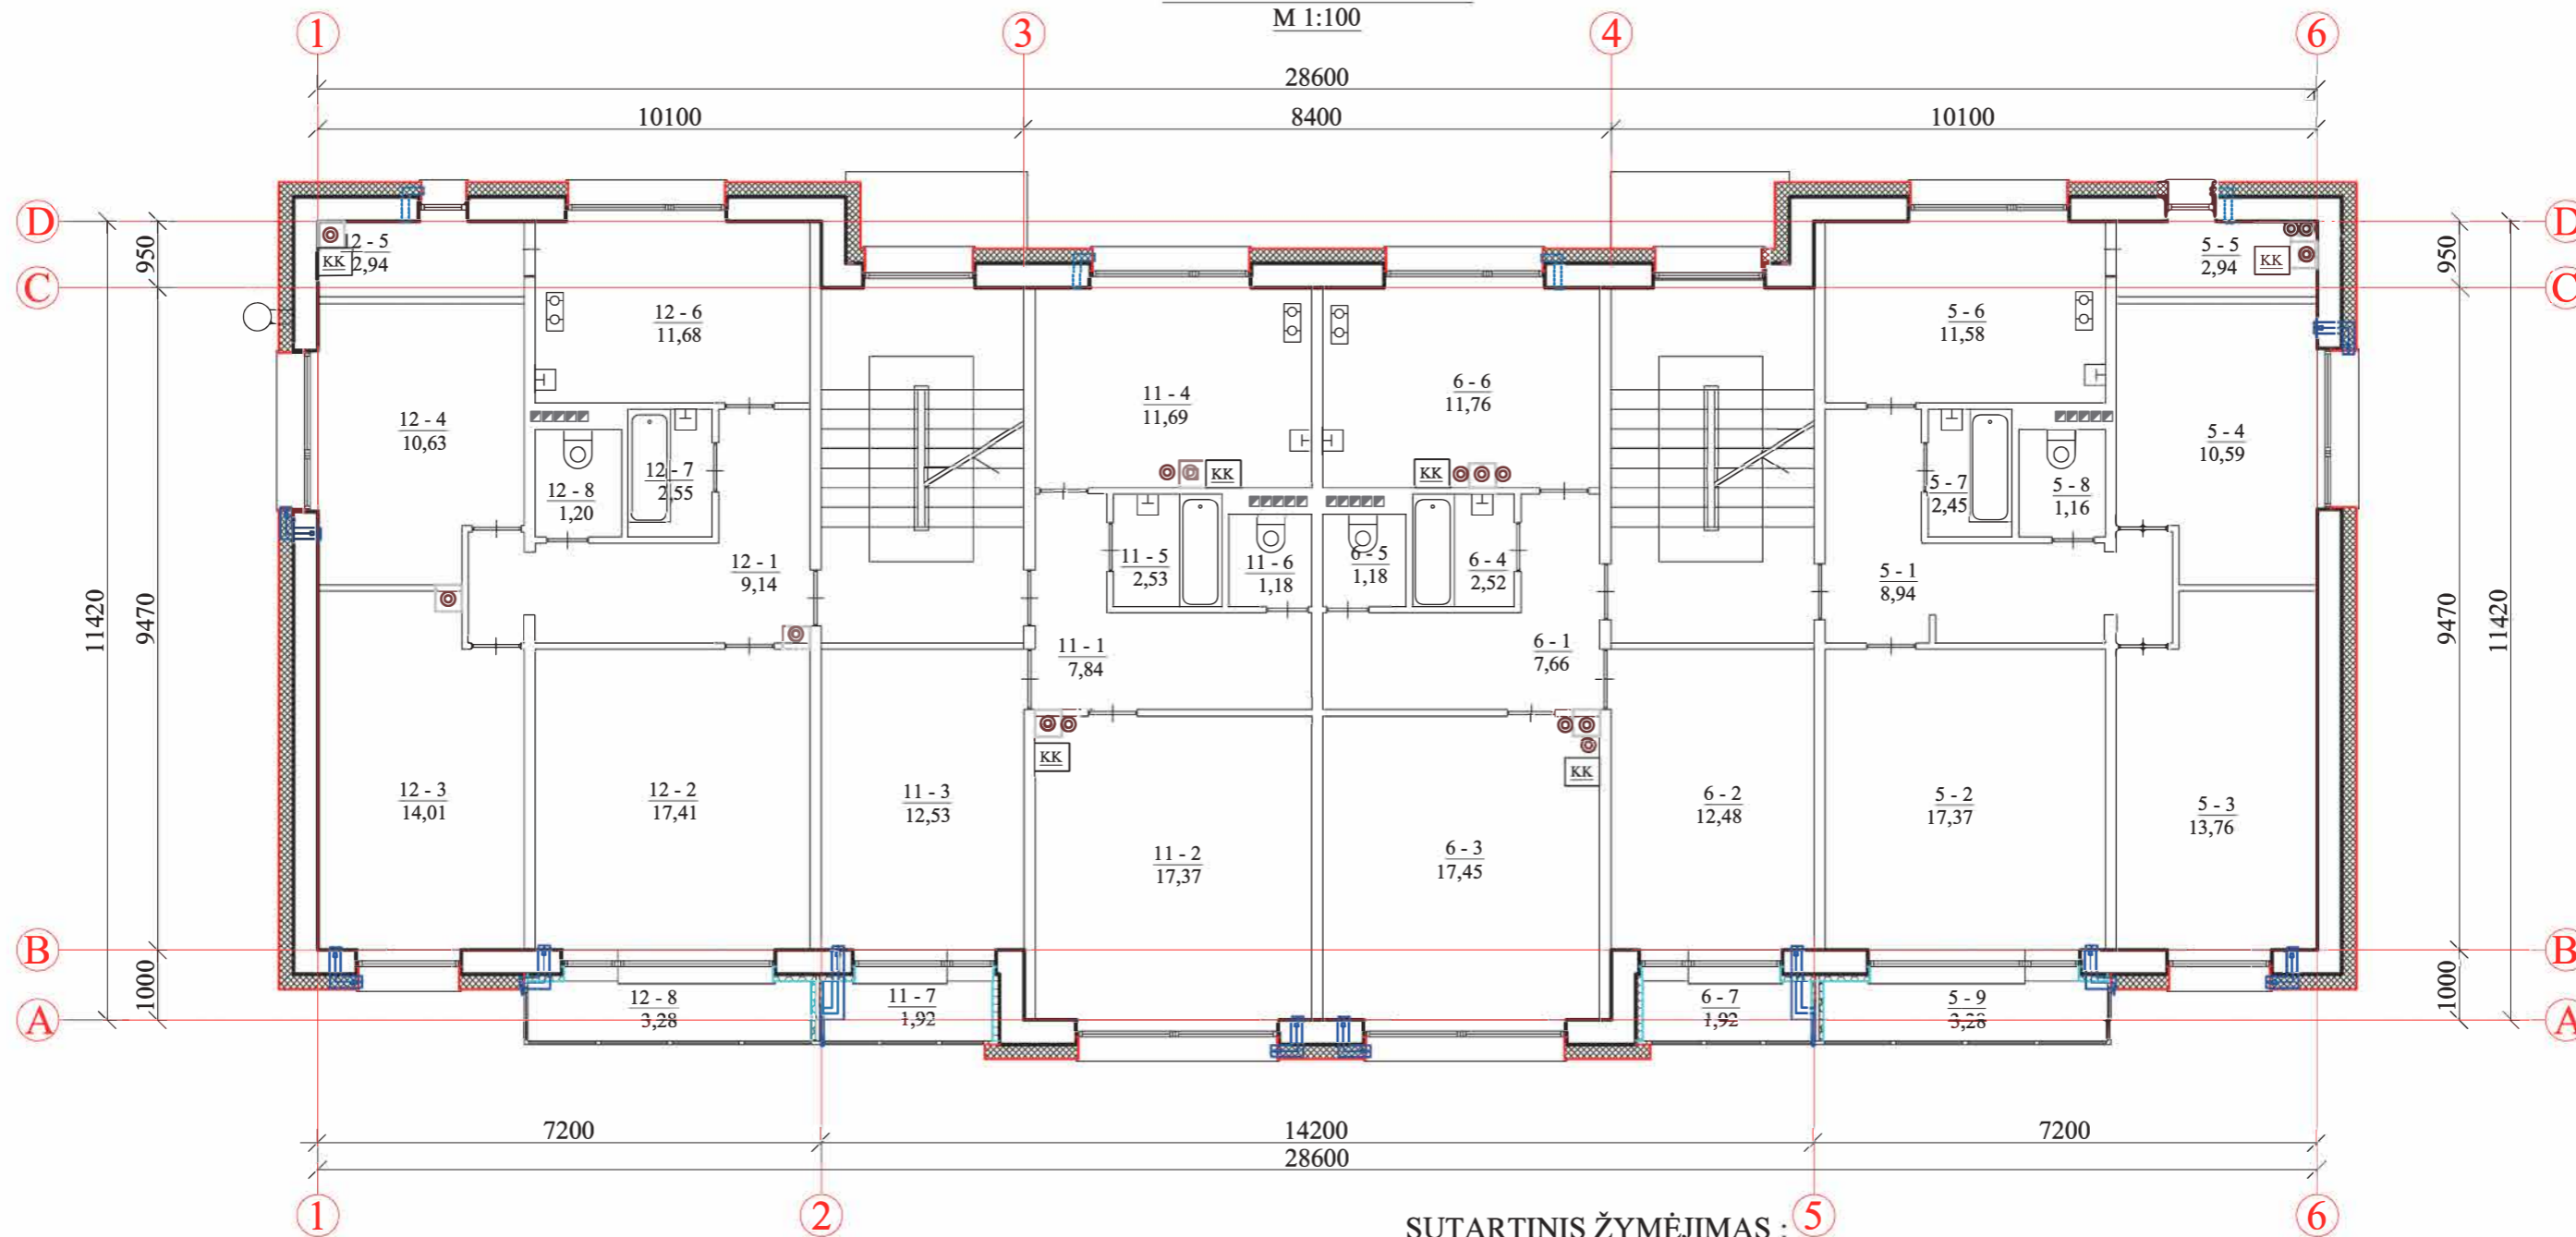 M 1:100
1
3
4
6
28600
10100
8400
10100
D
D
950
950
C
C
12 - 5
2,94
KK
5 - 5
2,94
KK
12 - 6
11,68
5 - 6
11,58
12 - 4
10,63
11 - 4
11,69
6 - 6
11,76
5 - 4
10,59
KK
KK
12 - 7
2,55
12 - 8
1,20
5 - 7
2,45
5 - 8
1,16
11 - 5
2,53
11 - 6
1,18
6 - 5
1,18
6 - 4
2,52
12 - 1
9,14
5 - 1
8,94
11420
9470
9470
11420
11 - 1
7,84
6 - 1
7,66
KK
KK
12 - 3
14,01
12 - 2
17,41
11 - 3
12,53
11 - 2
17,37
6 - 3
17,45
6 - 2
12,48
5 - 2
17,37
5 - 3
13,76
B
B
1000
1000
12 - 8
3,28
11 - 7
1,92
6 - 7
1,92
5 - 9
3,28
A
A
7200
14200
7200
28600
1
2
5
6
SUTARTINIS ŽYMĖJIMAS :